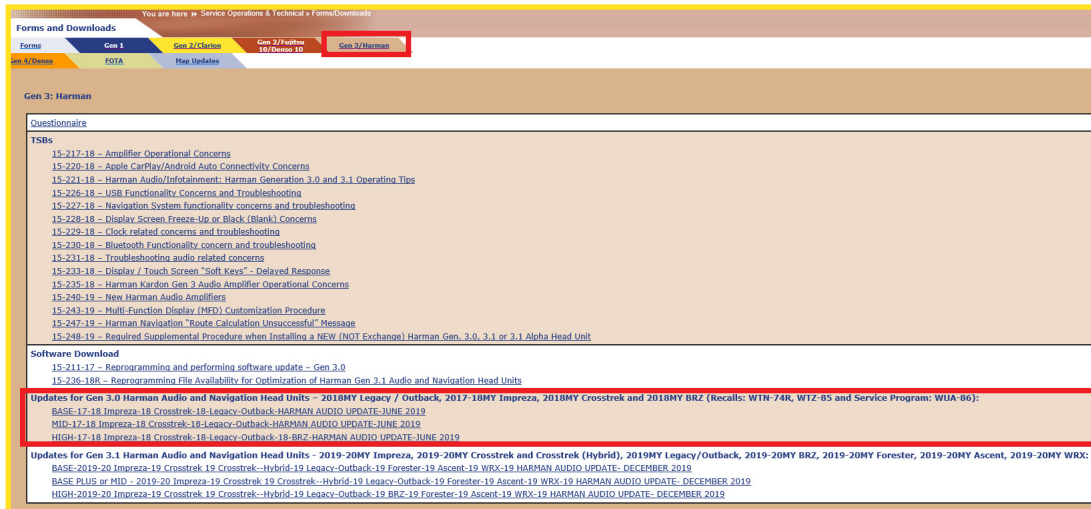 You are here » Service Operations & Technical » Forms/Downloads
Forms and Downloads
Forms
Gen 1
Gen 2/Clarion
Gen 2/Fujitsu
10/Denso 10
Gen 3/Harman
Gen 4/Denso
FOTA
Map Updates
Gen 3: Harman
Questionnaire
TSBs
15-217-18 – Amplifier Operational Concerns
15-220-18 – Apple CarPlay/Android Auto Connectivity Concerns
15-221-18 – Harman Audio/Infotainment: Harman Generation 3.0 and 3.1 Operating Tips
15-226-18 – USB Functionality Concerns and Troubleshooting
15-227-18 – Navigation System functionality concerns and troubleshooting
15-228-18 – Display Screen Freeze-Up or Black (Blank) Concerns
15-229-18 – Clock related concerns and troubleshooting
15-230-18 – Bluetooth Functionality concern and troubleshooting
15-231-18 – Troubleshooting audio related concerns
15-233-18 – Display / Touch Screen "Soft Keys" - Delayed Response
15-235-18 – Harman Kardon Gen 3 Audio Amplifier Operational Concerns
15-240-19 – New Harman Audio Amplifiers
15-243-19 – Multi-Function Display (MFD) Customization Procedure
15-247-19 – Harman Navigation "Route Calculation Unsuccessful" Message
15-248-19 – Required Supplemental Procedure when Installing a NEW (NOT Exchange) Harman Gen. 3.0, 3.1 or 3.1 Alpha Head Unit
Software Download
15-211-17 – Reprogramming and performing software update – Gen 3.0
15-236-18R – Reprogramming File Availability for Optimization of Harman Gen 3.1 Audio and Navigation Head Units
Updates for Gen 3.0 Harman Audio and Navigation Head Units – 2018MY Legacy / Outback, 2017-18MY Impreza, 2018MY Crosstrek and 2018MY BRZ (Recalls: WTN-74R, WTZ-85 and Service Program: WUA-86):
BASE-17-18 Impreza-18 Crosstrek-18-Legacy-Outback-HARMAN AUDIO UPDATE-JUNE 2019
MID-17-18 Impreza-18 Crosstrek-18-Legacy-Outback-HARMAN AUDIO UPDATE-JUNE 2019
HIGH-17-18 Impreza-18 Crosstrek-18-Legacy-Outback-18-BRZ-HARMAN AUDIO UPDATE-JUNE 2019
Updates for Gen 3.1 Harman Audio and Navigation Head Units - 2019-20MY Impreza, 2019-20MY Crosstrek and Crosstrek (Hybrid), 2019MY Legacy/Outback, 2019-20MY BRZ, 2019-20MY Forester, 2019-20MY Ascent, 2019-20MY WRX:
BASE-2019-20 Impreza-19 Crosstrek 19 Crosstrek--Hybrid-19 Legacy-Outback-19 Forester-19 Ascent-19 WRX-19 HARMAN AUDIO UPDATE- DECEMBER 2019
BASE PLUS or MID - 2019-20 Impreza-19 Crosstrek 19 Crosstrek--Hybrid-19 Legacy-Outback-19 Forester-19 Ascent-19 WRX-19 HARMAN AUDIO UPDATE- DECEMBER 2019
HIGH-2019-20 Impreza-19 Crosstrek 19 Crosstrek--Hybrid-19 Legacy-Outback-19 BRZ-19 Forester-19 Ascent-19 WRX-19 HARMAN AUDIO UPDATE- DECEMBER 2019